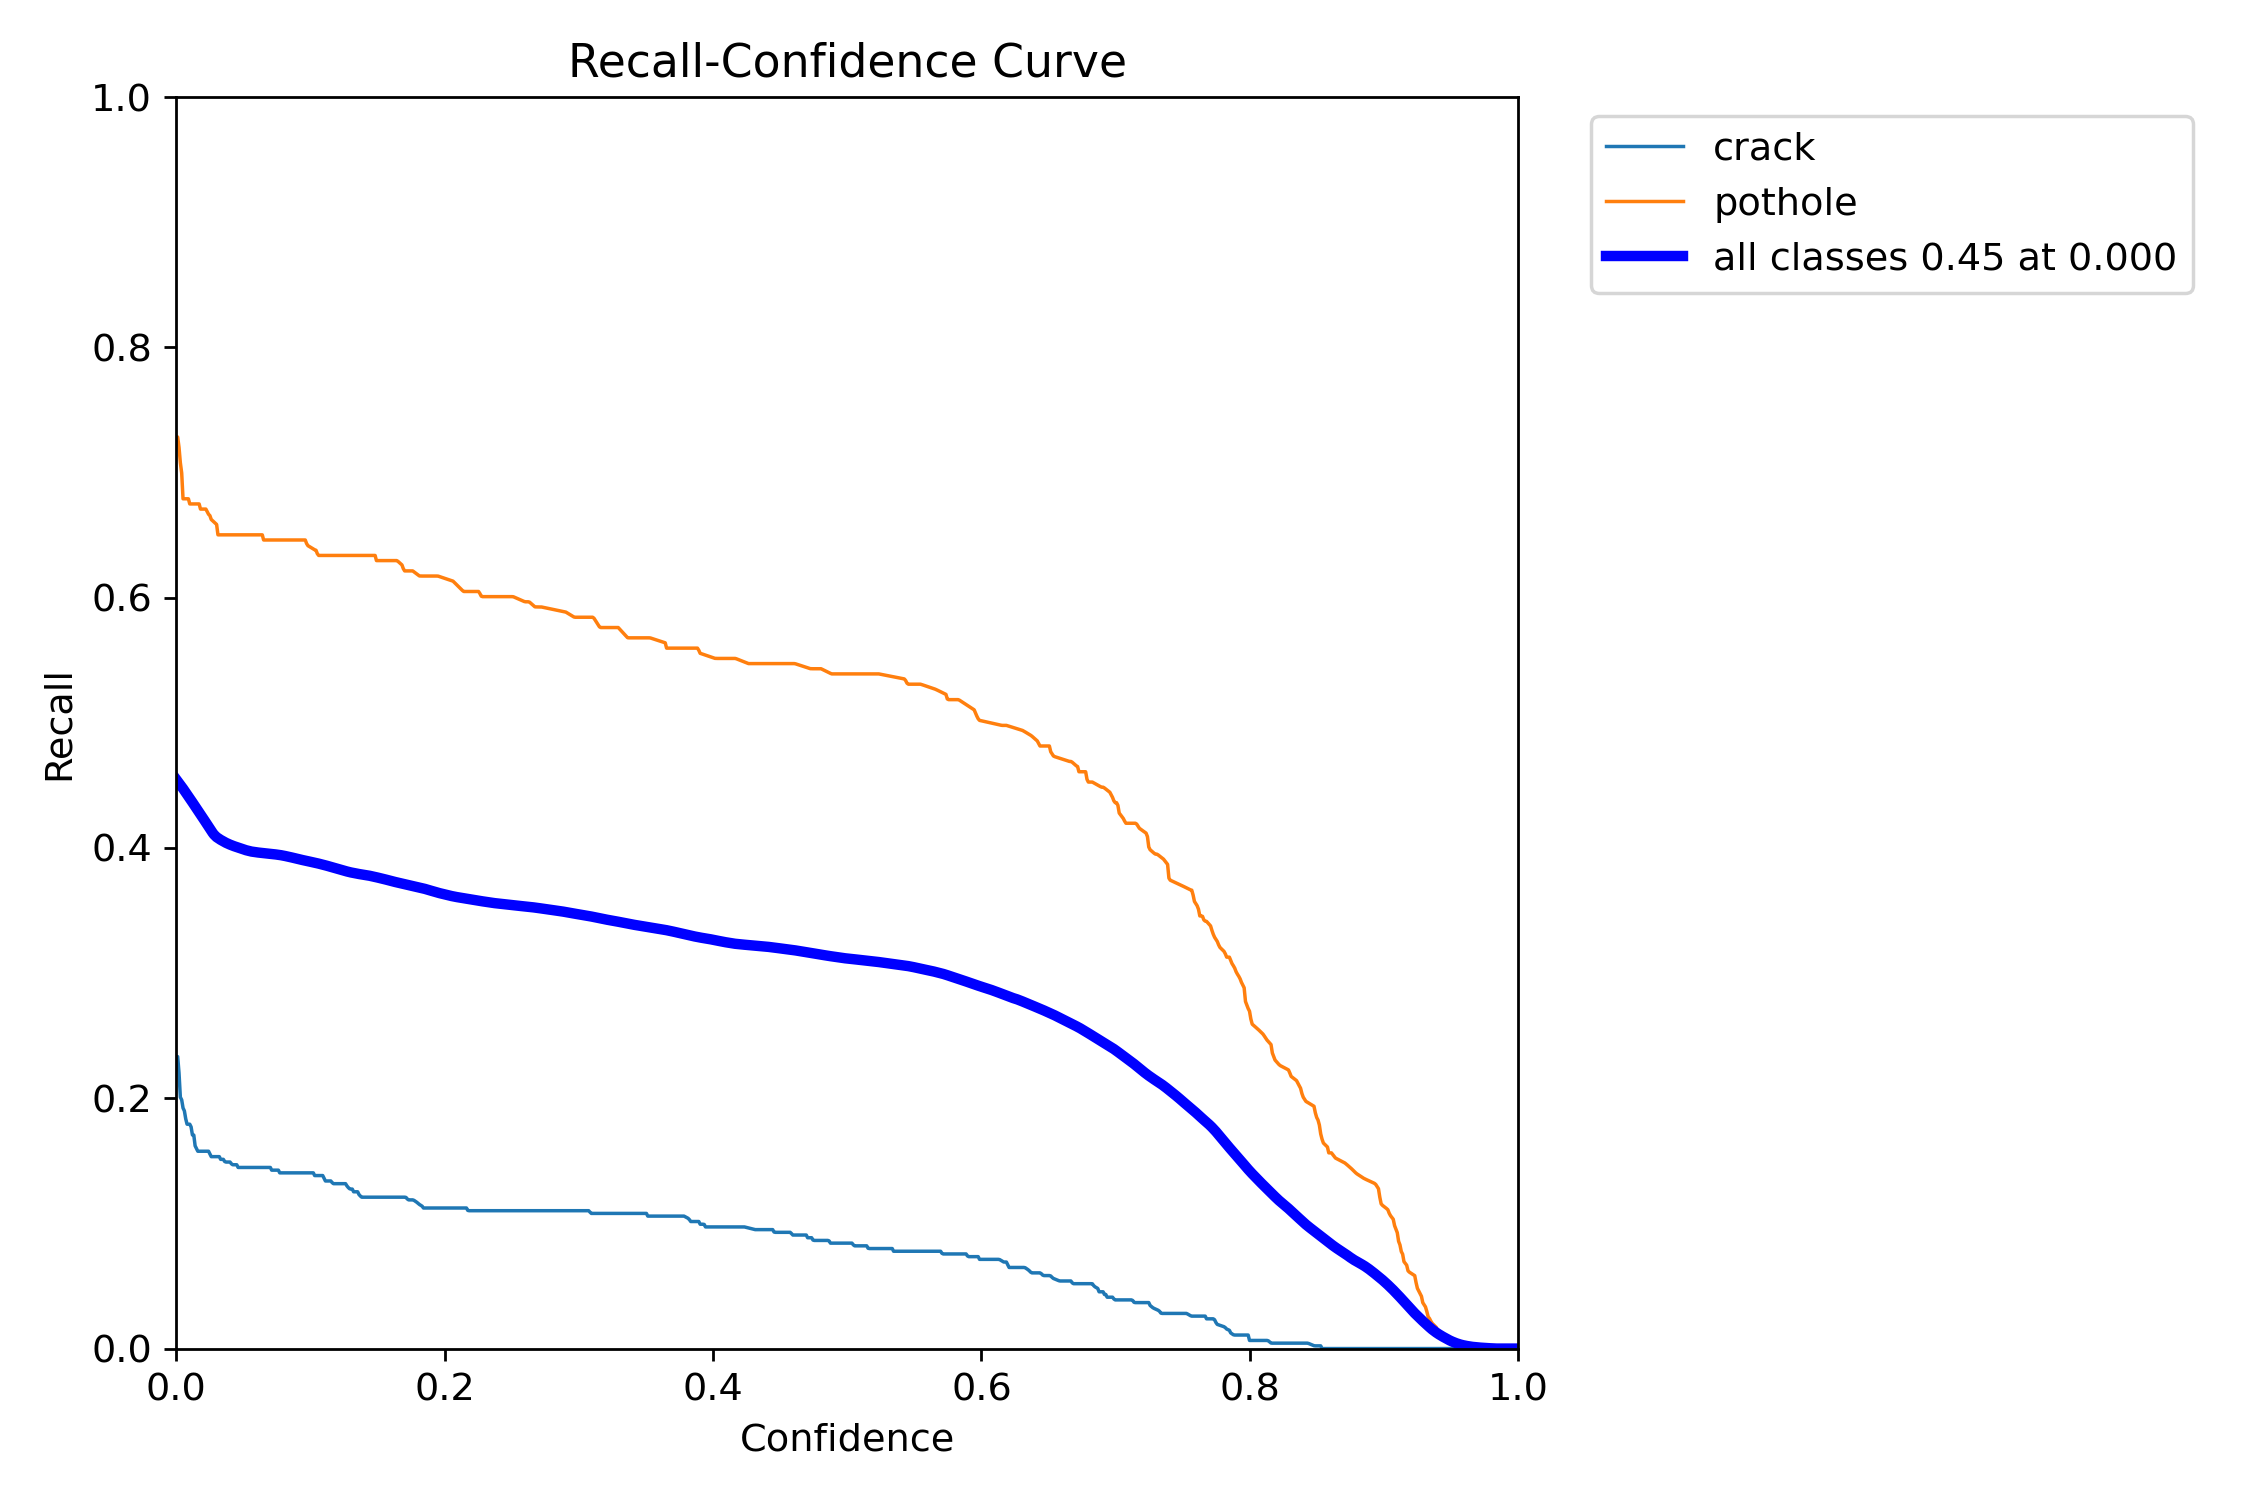 Recall-Confidence Curve
1.0
0.8
0.6
0.4
0.2
0.0
Recall
0.0 0.2 0.4 0.6 0.8 1.0
Confidence
crack
pothole
all classes 0.45 at 0.000